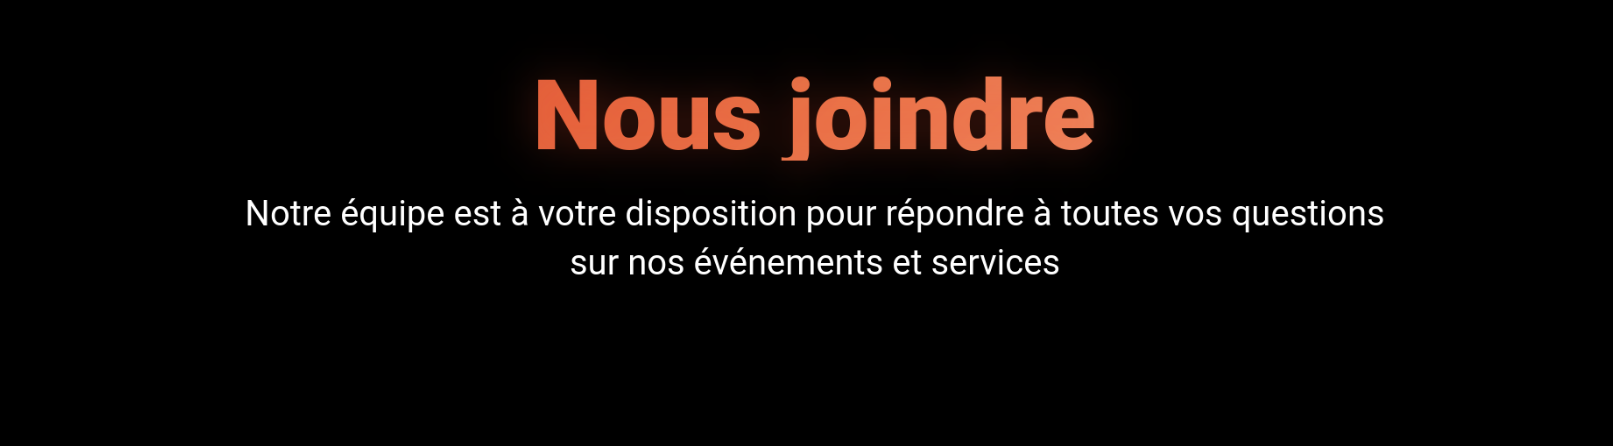 Nous joindre
Notre équipe est à votre disposition pour répondre à toutes vos questions
sur nos événements et services